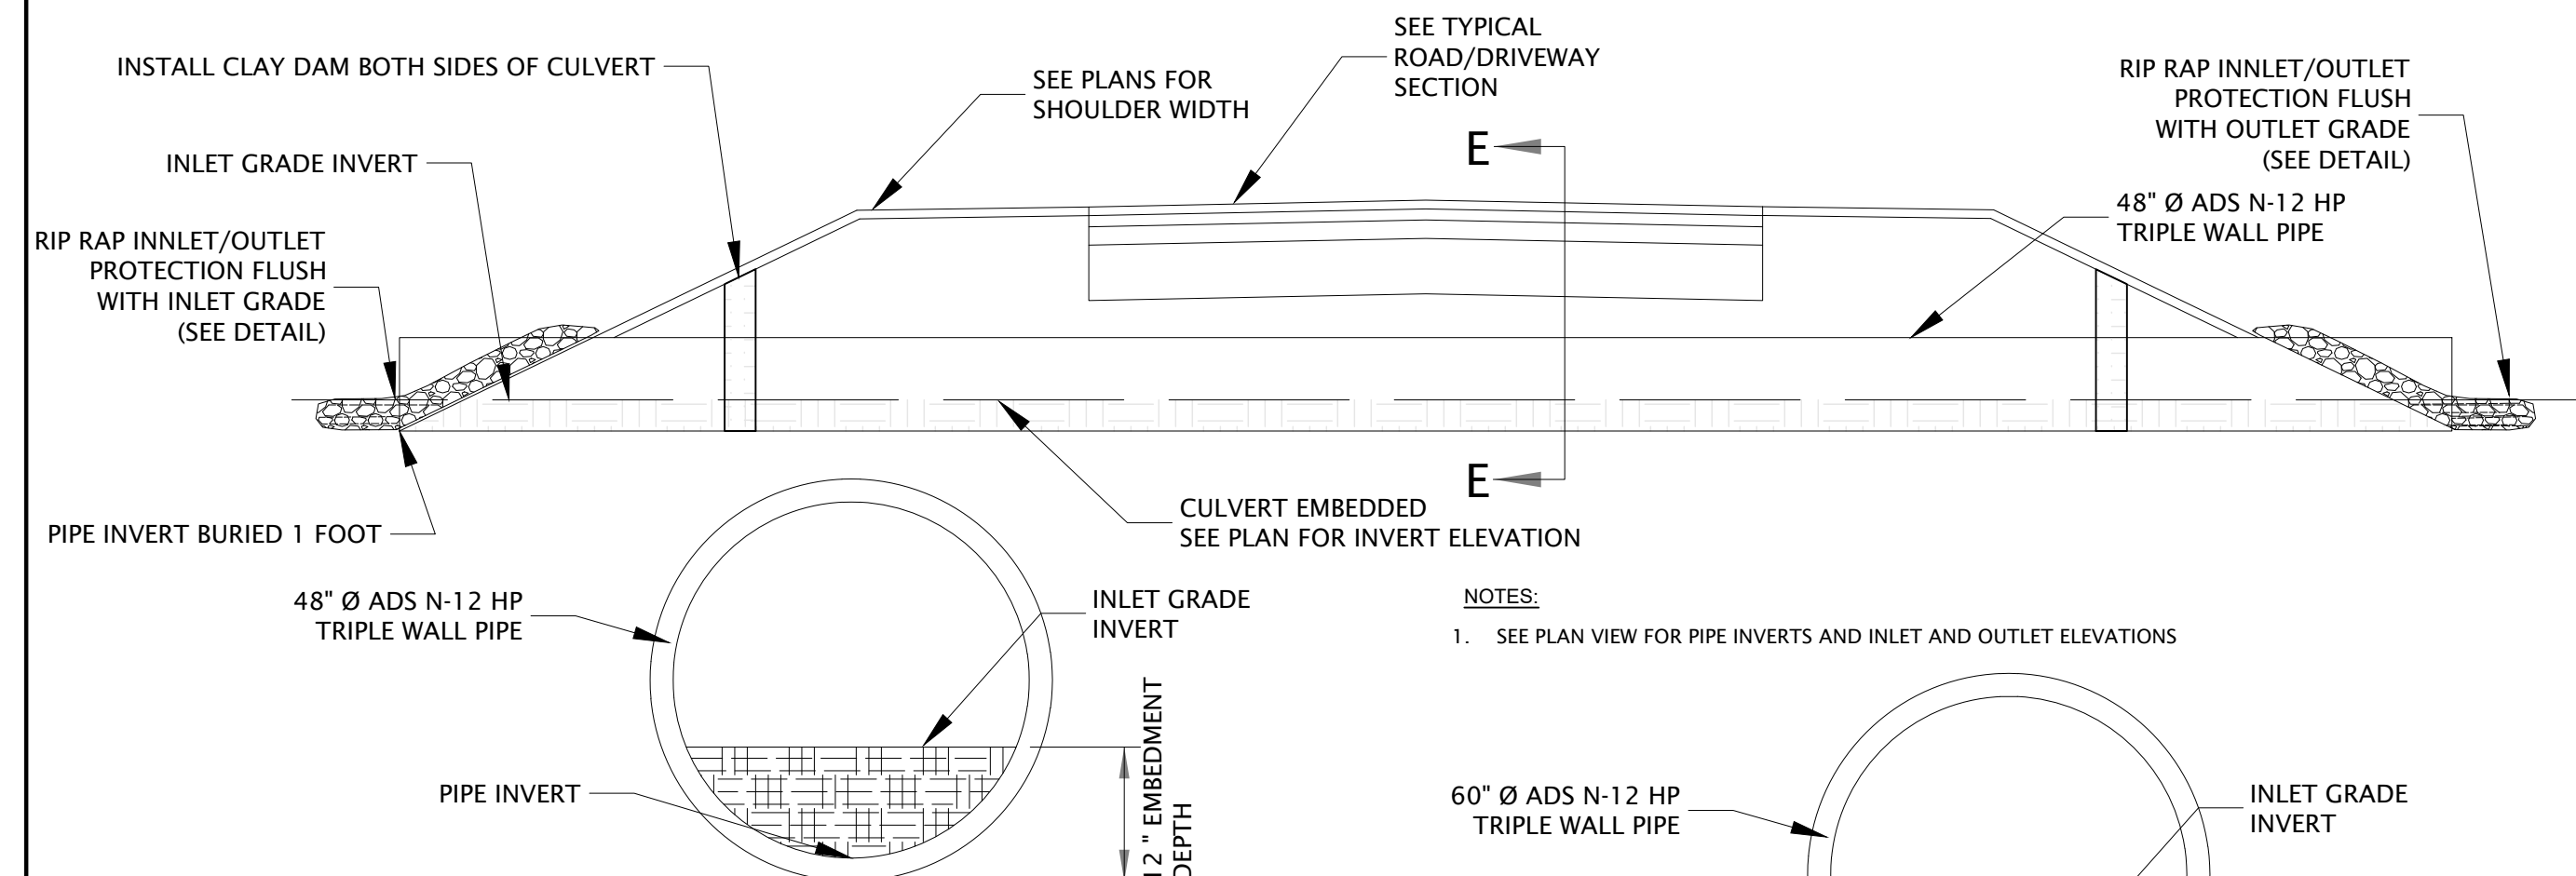 INSTALL CLAY DAM BOTH SIDES OF CULVERT
SEE PLANS FOR
SHOULDER WIDTH
SEE TYPICAL
ROAD/DRIVEWAY
SECTION
RIP RAP INNLET/OUTLET
PROTECTION FLUSH
WITH OUTLET GRADE
(SEE DETAIL)
INLET GRADE INVERT
E
48" Ø ADS N-12 HP
TRIPLE WALL PIPE
RIP RAP INNLET/OUTLET
PROTECTION FLUSH
WITH INLET GRADE
(SEE DETAIL)
E
PIPE INVERT BURIED 1 FOOT
CULVERT EMBEDDED
SEE PLAN FOR INVERT ELEVATION
48" Ø ADS N-12 HP
TRIPLE WALL PIPE
INLET GRADE
INVERT
NOTES:
1. SEE PLAN VIEW FOR PIPE INVERTS AND INLET AND OUTLET ELEVATIONS
PIPE INVERT
12 " EMBEDMENT
DEPTH
60" Ø ADS N-12 HP
TRIPLE WALL PIPE
INLET GRADE
INVERT